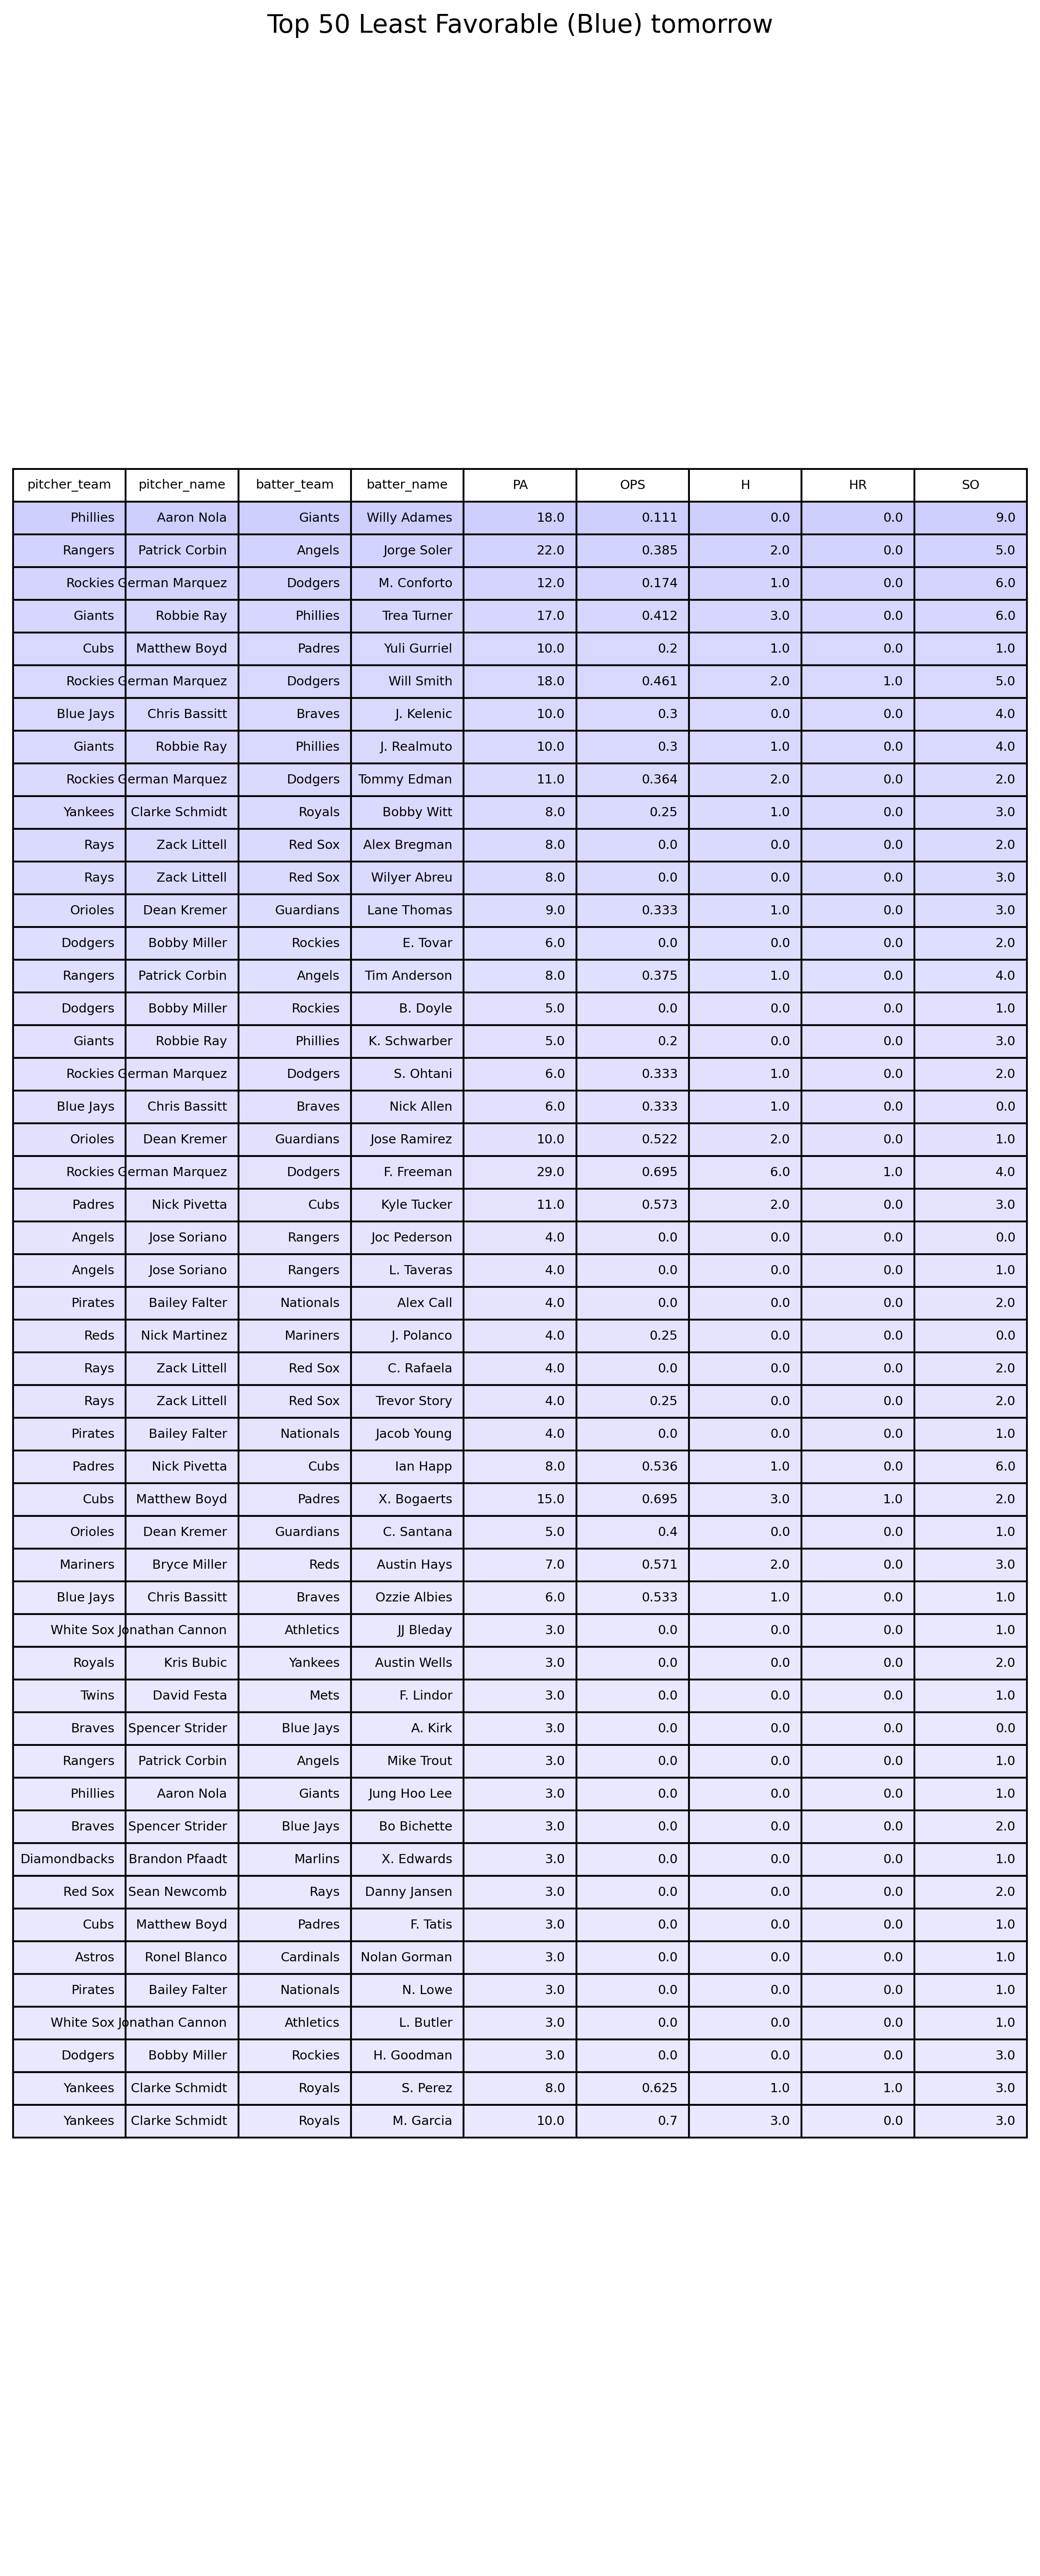 Top 50 Least Favorable (Blue) tomorrow
pitcher_team pitcher_name batter_team batter_name PA OPS H HR SO
Phillies Aaron Nola Giants Willy Adames 18.0 0.111 0.0 0.0 9.0
Rangers Patrick Corbin Angels Jorge Soler 22.0 0.385 2.0 0.0 5.0
Rockies German Marquez Dodgers M. Conforto 12.0 0.174 1.0 0.0 6.0
Giants Robbie Ray Phillies Trea Turner 17.0 0.412 3.0 0.0 6.0
Cubs Matthew Boyd Padres Yuli Gurriel 10.0 0.2 1.0 0.0 1.0
Rockies German Marquez Dodgers Will Smith 18.0 0.461 2.0 1.0 5.0
Blue Jays Chris Bassitt Braves J. Kelenic 10.0 0.3 0.0 0.0 4.0
Giants Robbie Ray Phillies J. Realmuto 10.0 0.3 1.0 0.0 4.0
Rockies German Marquez Dodgers Tommy Edman 11.0 0.364 2.0 0.0 2.0
Yankees Clarke Schmidt Royals Bobby Witt 8.0 0.25 1.0 0.0 3.0
Rays Zack Littell Red Sox Alex Bregman 8.0 0.0 0.0 0.0 2.0
Rays Zack Littell Red Sox Wilyer Abreu 8.0 0.0 0.0 0.0 3.0
Orioles Dean Kremer Guardians Lane Thomas 9.0 0.333 1.0 0.0 3.0
Dodgers Bobby Miller Rockies E. Tovar 6.0 0.0 0.0 0.0 2.0
Rangers Patrick Corbin Angels Tim Anderson 8.0 0.375 1.0 0.0 4.0
Dodgers Bobby Miller Rockies B. Doyle 5.0 0.0 0.0 0.0 1.0
Giants Robbie Ray Phillies K. Schwarber 5.0 0.2 0.0 0.0 3.0
Rockies German Marquez Dodgers S. Ohtani 6.0 0.333 1.0 0.0 2.0
Blue Jays Chris Bassitt Braves Nick Allen 6.0 0.333 1.0 0.0 0.0
Orioles Dean Kremer Guardians Jose Ramirez 10.0 0.522 2.0 0.0 1.0
Rockies German Marquez Dodgers F. Freeman 29.0 0.695 6.0 1.0 4.0
Padres Nick Pivetta Cubs Kyle Tucker 11.0 0.573 2.0 0.0 3.0
Angels Jose Soriano Rangers Joc Pederson 4.0 0.0 0.0 0.0 0.0
Angels Jose Soriano Rangers L. Taveras 4.0 0.0 0.0 0.0 1.0
Pirates Bailey Falter Nationals Alex Call 4.0 0.0 0.0 0.0 2.0
Reds Nick Martinez Mariners J. Polanco 4.0 0.25 0.0 0.0 0.0
Rays Zack Littell Red Sox C. Rafaela 4.0 0.0 0.0 0.0 2.0
Rays Zack Littell Red Sox Trevor Story 4.0 0.25 0.0 0.0 2.0
Pirates Bailey Falter Nationals Jacob Young 4.0 0.0 0.0 0.0 1.0
Padres Nick Pivetta Cubs Ian Happ 8.0 0.536 1.0 0.0 6.0
Cubs Matthew Boyd Padres X. Bogaerts 15.0 0.695 3.0 1.0 2.0
Orioles Dean Kremer Guardians C. Santana 5.0 0.4 0.0 0.0 1.0
Mariners Bryce Miller Reds Austin Hays 7.0 0.571 2.0 0.0 3.0
Blue Jays Chris Bassitt Braves Ozzie Albies 6.0 0.533 1.0 0.0 1.0
White Sox Jonathan Cannon Athletics JJ Bleday 3.0 0.0 0.0 0.0 1.0
Royals Kris Bubic Yankees Austin Wells 3.0 0.0 0.0 0.0 2.0
Twins David Festa Mets F. Lindor 3.0 0.0 0.0 0.0 1.0
Braves Spencer Strider Blue Jays A. Kirk 3.0 0.0 0.0 0.0 0.0
Rangers Patrick Corbin Angels Mike Trout 3.0 0.0 0.0 0.0 1.0
Phillies Aaron Nola Giants Jung Hoo Lee 3.0 0.0 0.0 0.0 1.0
Braves Spencer Strider Blue Jays Bo Bichette 3.0 0.0 0.0 0.0 2.0
Diamondbacks Brandon Pfaadt Marlins X. Edwards 3.0 0.0 0.0 0.0 1.0
Red Sox Sean Newcomb Rays Danny Jansen 3.0 0.0 0.0 0.0 2.0
Cubs Matthew Boyd Padres F. Tatis 3.0 0.0 0.0 0.0 1.0
Astros Ronel Blanco Cardinals Nolan Gorman 3.0 0.0 0.0 0.0 1.0
Pirates Bailey Falter Nationals N. Lowe 3.0 0.0 0.0 0.0 1.0
White Sox Jonathan Cannon Athletics L. Butler 3.0 0.0 0.0 0.0 1.0
Dodgers Bobby Miller Rockies H. Goodman 3.0 0.0 0.0 0.0 3.0
Yankees Clarke Schmidt Royals S. Perez 8.0 0.625 1.0 1.0 3.0
Yankees Clarke Schmidt Royals M. Garcia 10.0 0.7 3.0 0.0 3.0